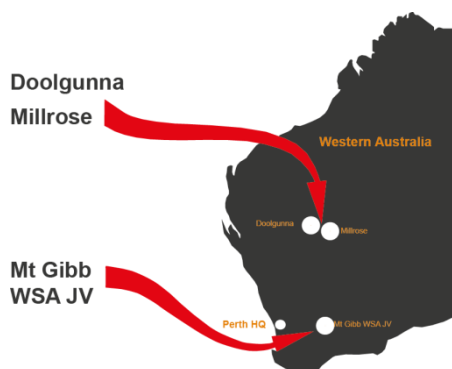 Doolgunna
Millrose
Western Australia
Doolgunna
Millrose
Mt Gibb
WSA JV
Perth HQ
Mt Gibb WSA JV